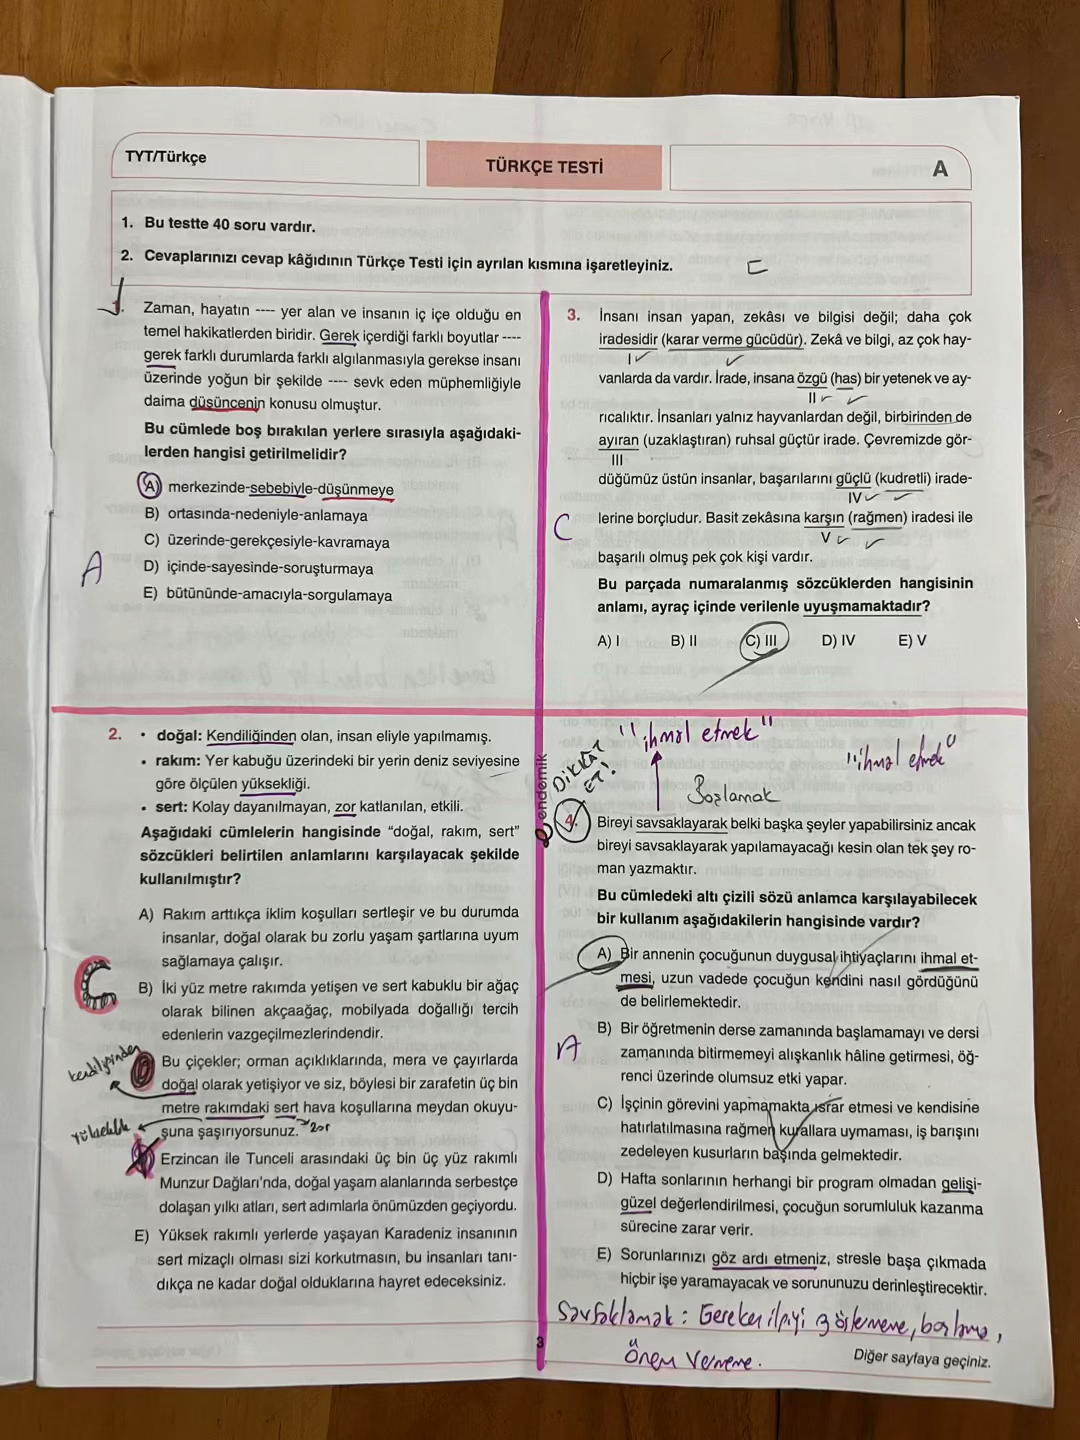 TYT/Türkçe
TÜRKÇE TESTİ
A
1. Bu testte 40 soru vardır.
2. Cevaplarınızı cevap kâğıdının Türkçe Testi için ayrılan kısmına işaretleyiniz.
1. Zaman, hayatın ---- yer alan ve insanın iç içe olduğu en
temel hakikatlerden biridir. Gerek içerdiği farklı boyutlar ----
gerek farklı durumlarda farklı algılanmasıyla gerekse insanı
üzerinde yoğun bir şekilde ---- sevk eden müphemliğiyle
daima düşüncenin konusu olmuştur.
Bu cümlede boş bırakılan yerlere sırasıyla aşağıdaki-
lerden hangisi getirilmelidir?
A) merkezinde-sebebiyle-düşünmeye
B) ortasında-nedeniyle-anlamaya
C) üzerinde-gerekçesiyle-kavramaya
D) içinde-sayesinde-soruşturmaya
E) bütününde-amacıyla-sorgulamaya
A
2. • doğal: Kendiliğinden olan, insan eliyle yapılmamış.
• rakım: Yer kabuğu üzerindeki bir yerin deniz seviyesine
göre ölçülen yüksekliği.
• sert: Kolay dayanılmayan, zor katlanılan, etkili.
Aşağıdaki cümlelerin hangisinde “doğal, rakım, sert”
sözcükleri belirtilen anlamlarını karşılayacak şekilde
kullanılmıştır?
A) Rakım arttıkça iklim koşulları sertleşir ve bu durumda
insanlar, doğal olarak bu zorlu yaşam şartlarına uyum
sağlamaya çalışır.
C
B) İki yüz metre rakımda yetişen ve sert kabuklu bir ağaç
olarak bilinen akçaağaç, mobilyada doğallığı tercih
edenlerin vazgeçilmezlerindendir.
kendiliğinden
Bu çiçekler; orman açıklıklarında, mera ve çayırlarda
doğal olarak yetişiyor ve siz, böylesi bir zarafetin üç bin
metre rakımdaki sert hava koşullarına meydan okuyu-
şuna şaşırıyorsunuz.
zor
yükseklik
Erzincan ile Tunceli arasındaki üç bin üç yüz rakımlı
Munzur Dağları'nda, doğal yaşam alanlarında serbestçe
dolaşan yılkı atları, sert adımlarla önümüzden geçiyordu.
E) Yüksek rakımlı yerlerde yaşayan Karadeniz insanının
sert mizaçlı olması sizi korkutmasın, bu insanları tanı-
dıkça ne kadar doğal olduklarına hayret edeceksiniz.
3. İnsanı insan yapan, zekâsı ve bilgisi değil; daha çok
iradesidir (karar verme gücüdür). Zekâ ve bilgi, az çok hay-
I
vanlarda da vardır. İrade, insana özgü (has) bir yetenek ve ay-
II
rıcalıktır. İnsanları yalnız hayvanlardan değil, birbirinden de
ayıran (uzaklaştıran) ruhsal güçtür irade. Çevremizde gör-
III
düğümüz üstün insanlar, başarılarını güçlü (kudretli) irade-
IV
lerine borçludur. Basit zekâsına karşın (rağmen) iradesi ile
V
başarılı olmuş pek çok kişi vardır.
C
Bu parçada numaralanmış sözcüklerden hangisinin
anlamı, ayraç içinde verilenle uyuşmamaktadır?
A) I B) II C) III D) IV E) V
endemik
"ihmal etmek"
"ihmal etmek"
DİKKAT
ET!
Boşlamak
4. Bireyi savsaklayarak belki başka şeyler yapabilirsiniz ancak
bireyi savsaklayarak yapılamayacağı kesin olan tek şey ro-
man yazmaktır.
Bu cümledeki altı çizili sözü anlamca karşılayabilecek
bir kullanım aşağıdakilerin hangisinde vardır?
A) Bir annenin çocuğunun duygusal ihtiyaçlarını ihmal et-
mesi, uzun vadede çocuğun kendini nasıl gördüğünü
de belirlemektedir.
A
B) Bir öğretmenin derse zamanında başlamamayı ve dersi
zamanında bitirmemeyi alışkanlık hâline getirmesi, öğ-
renci üzerinde olumsuz etki yapar.
C) İşçinin görevini yapmamakta ısrar etmesi ve kendisine
hatırlatılmasına rağmen kurallara uymaması, iş barışını
zedeleyen kusurların başında gelmektedir.
D) Hafta sonlarının herhangi bir program olmadan gelişi-
güzel değerlendirilmesi, çocuğun sorumluluk kazanma
sürecine zarar verir.
E) Sorunlarınızı göz ardı etmeniz, stresle başa çıkmada
hiçbir işe yaramayacak ve sorununuzu derinleştirecektir.
Savsaklamak: Gereken ilgiyi göstermeme, boşlama,
önem vermeme.
3
Diğer sayfaya geçiniz.